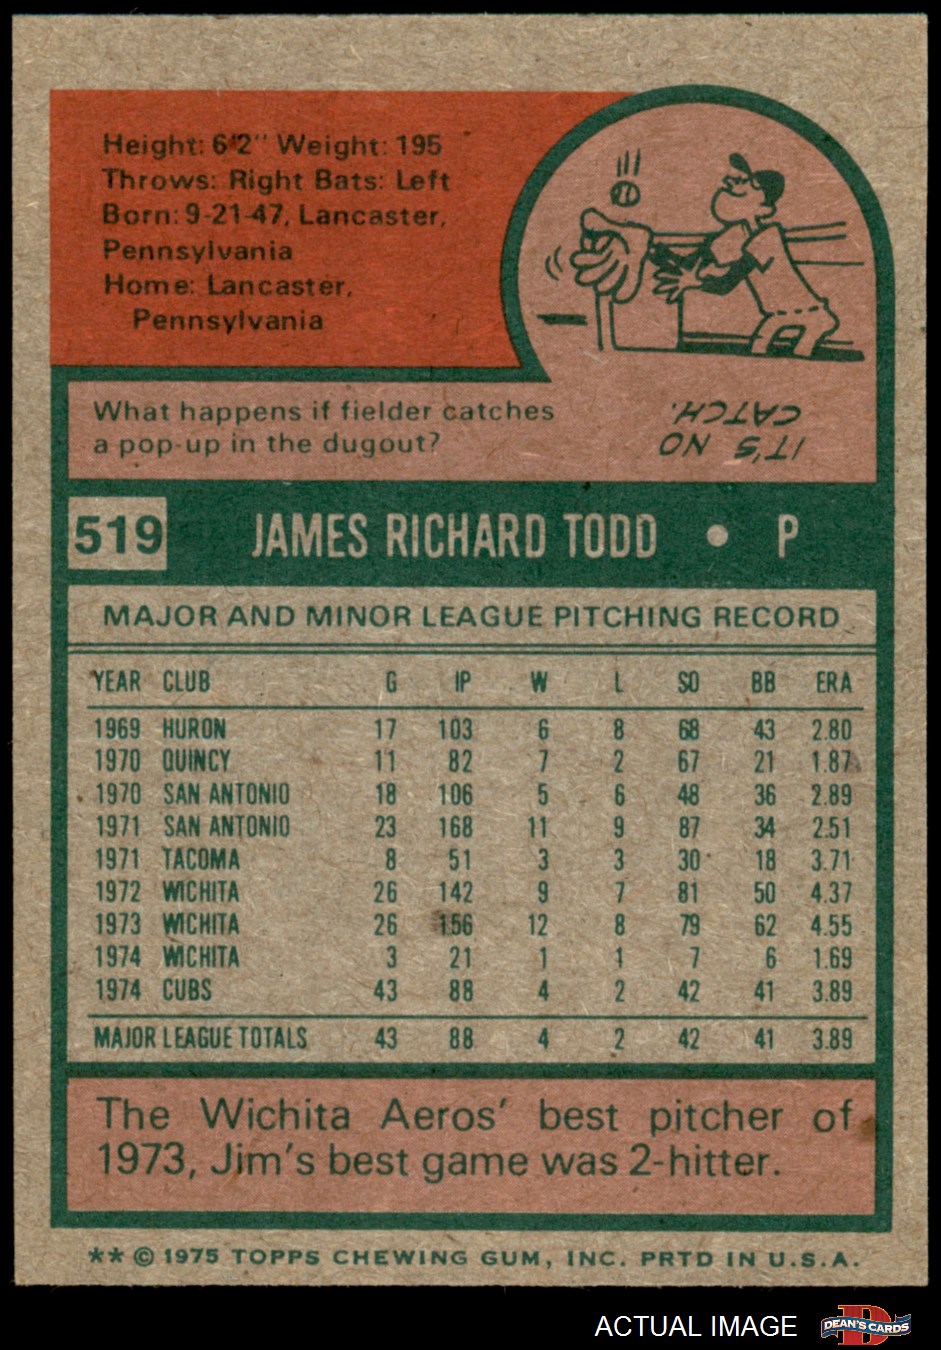 Height: 6'2" Weight: 195
Throws: Right Bats: Left
Born: 9-21-47, Lancaster,
Pennsylvania
Home: Lancaster,
Pennsylvania
What happens if fielder catches
a pop-up in the dugout?
IT'S NO
CATCH.
519 JAMES RICHARD TODD • P
MAJOR AND MINOR LEAGUE PITCHING RECORD
YEAR CLUB G IP W L SO BB ERA
1969 HURON 17 103 6 8 68 43 2.80
1970 QUINCY 11 82 7 2 67 21 1.87
1970 SAN ANTONIO 18 106 5 6 48 36 2.89
1971 SAN ANTONIO 23 168 11 9 87 34 2.51
1971 TACOMA 8 51 3 3 30 18 3.71
1972 WICHITA 26 142 9 7 81 50 4.37
1973 WICHITA 26 156 12 8 79 62 4.55
1974 WICHITA 3 21 1 1 7 6 1.69
1974 CUBS 43 88 4 2 42 41 3.89
MAJOR LEAGUE TOTALS 43 88 4 2 42 41 3.89
The Wichita Aeros' best pitcher of
1973, Jim's best game was 2-hitter.
** © 1975 TOPPS CHEWING GUM, INC. PRTD IN U.S.A.
ACTUAL IMAGE DEAN'S CARDS